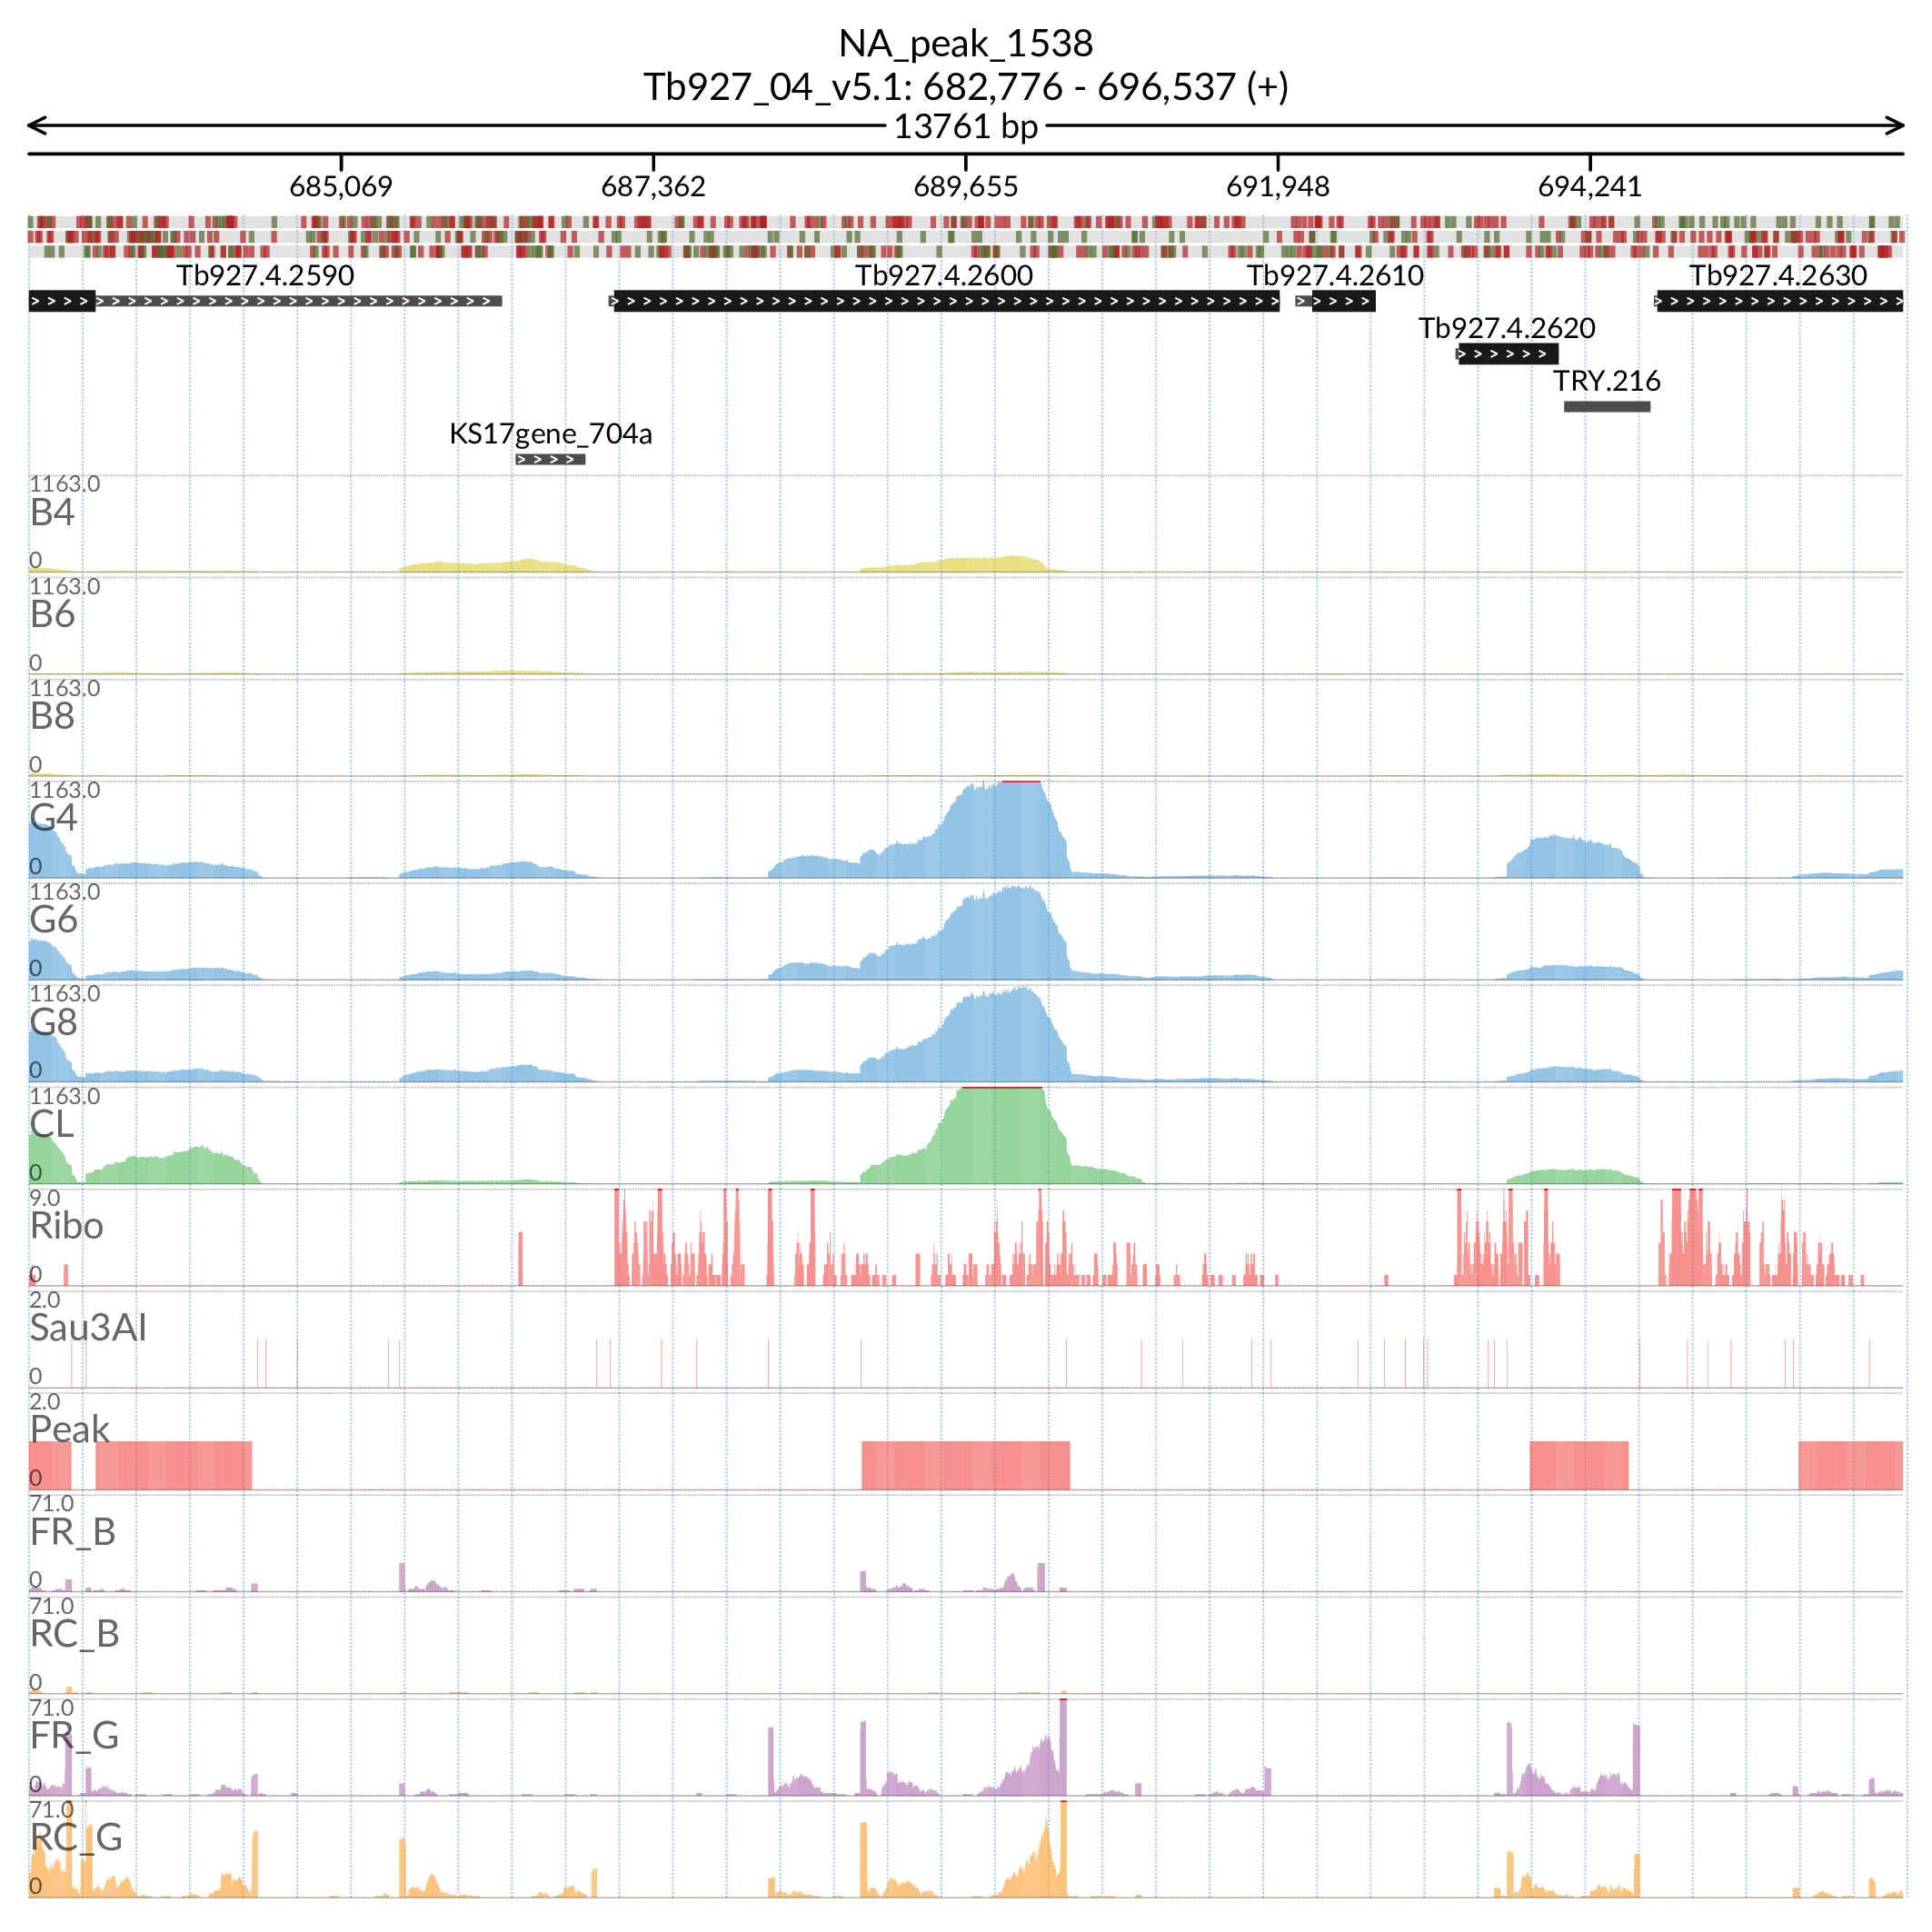 NA_peak_1538
Tb927_04_v5.1: 682,776 - 696,537 (+)
13761 bp
685,069 687,362 689,655 691,948 694,241
Tb927.4.2590 Tb927.4.2600 Tb927.4.2610 Tb927.4.2630
Tb927.4.2620
TRY.216
KS17gene_704a
1163.0
B4
0
1163.0
B6
0
1163.0
B8
0
1163.0
G4
0
1163.0
G6
0
1163.0
G8
0
1163.0
CL
0
9.0
Ribo
0
2.0
Sau3AI
0
2.0
Peak
0
71.0
FR_B
0
71.0
RC_B
0
71.0
FR_G
0
71.0
RC_G
0